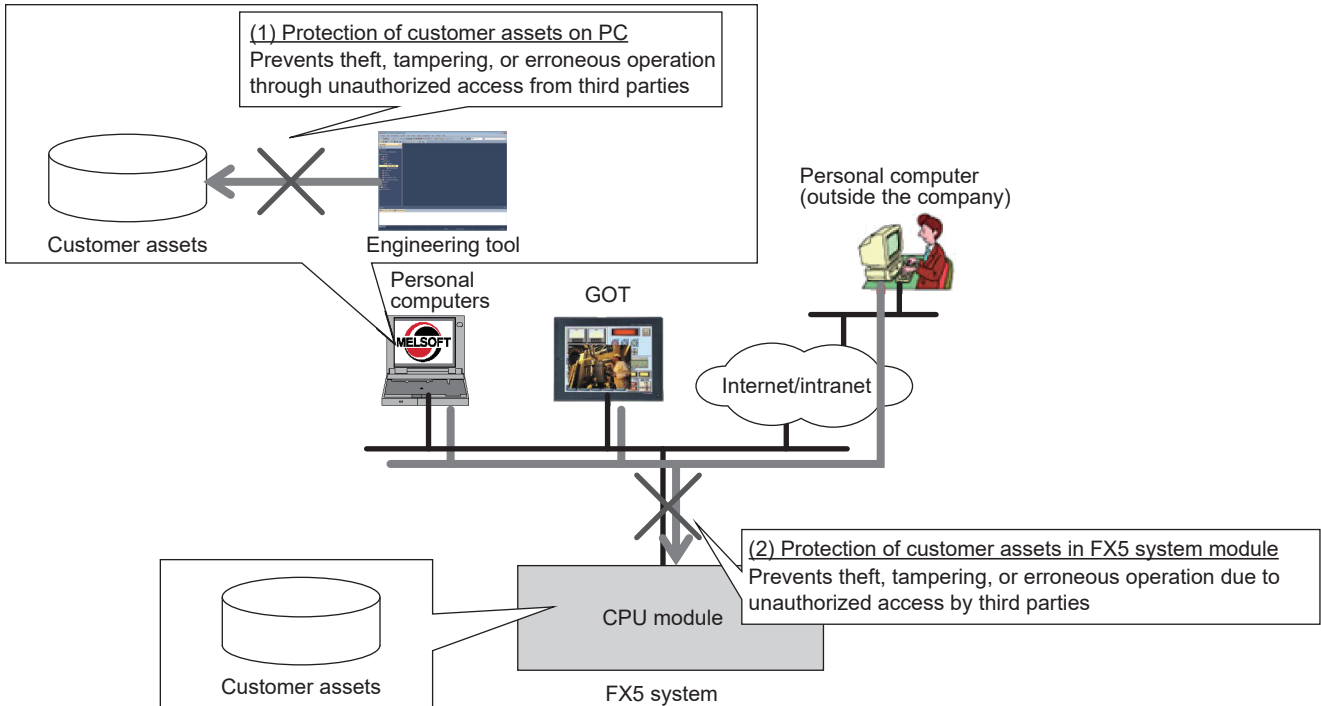 (1) Protection of customer assets on PC
Prevents theft, tampering, or erroneous operation
through unauthorized access from third parties
Customer assets
Engineering tool
Personal computer
(outside the company)
Personal
computers
GOT
MELSOFT
Internet/intranet
(2) Protection of customer assets in FX5 system module
Prevents theft, tampering, or erroneous operation due to
unauthorized access by third parties
CPU module
Customer assets
FX5 system